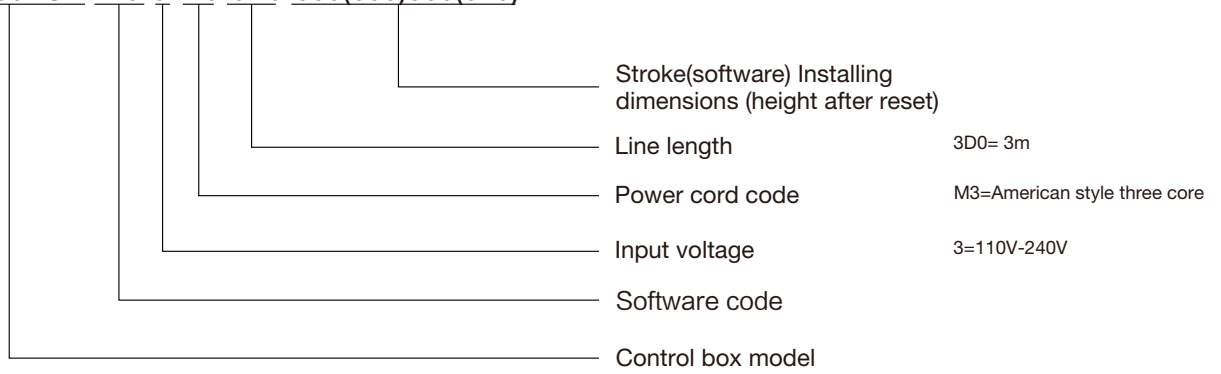 Stroke(software) Installing
dimensions (height after reset)
Line length 3D0= 3m
Power cord code M3=American style three core
Input voltage 3=110V-240V
Software code
Control box model